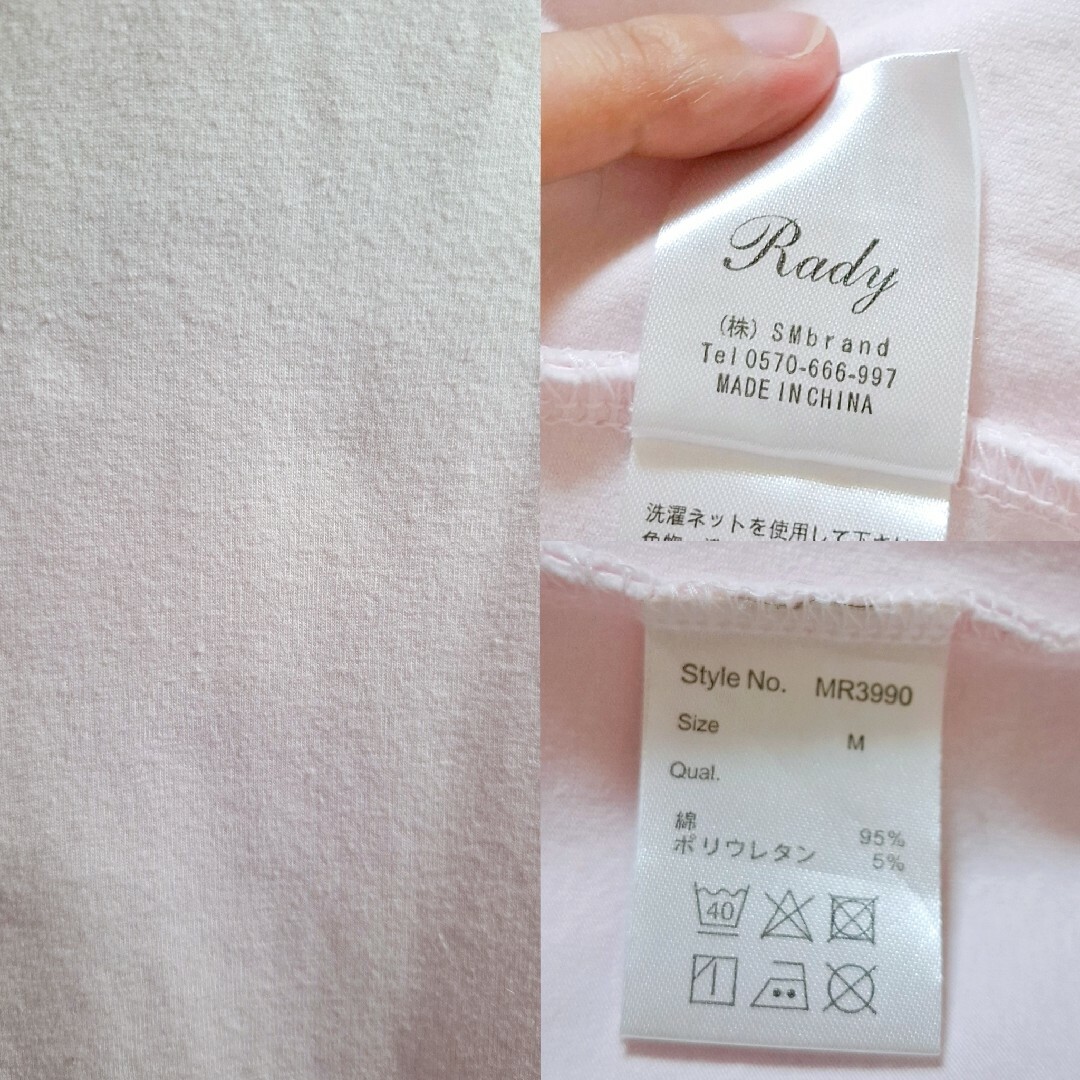 Rady
(株) SMbrand
Tel 0570-666-997
MADE IN CHINA
洗濯ネットを使用して下さい
Style No. MR3990
Size M
Qual.
綿 95%
ポリウレタン 5%
40